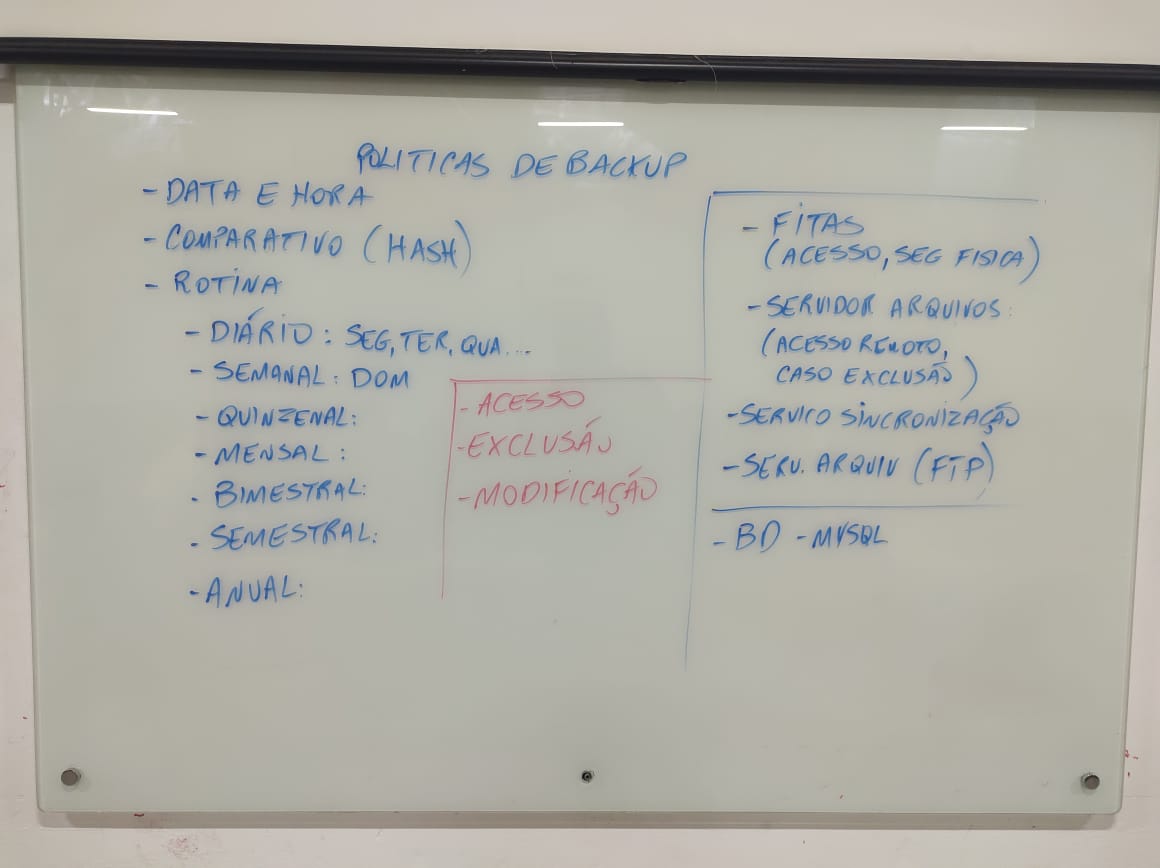 POLITICAS DE BACKUP
- DATA E HORA
- COMPARATIVO (HASH)
- ROTINA
- DIÁRIO : SEG, TER, QUA...
- SEMANAL : DOM
- QUINZENAL:
- MENSAL :
- BIMESTRAL:
- SEMESTRAL:
- ANUAL:
- ACESSO
- EXCLUSÃO
- MODIFICAÇÃO
- FITAS
(ACESSO, SEG FISICA)
- SERVIDOR ARQUIVOS:
(ACESSO REMOTO,
CASO EXCLUSÃO)
- SERVICO SINCRONIZAÇÃO
- SERV. ARQUIV (FTP)
- BD - MYSQL